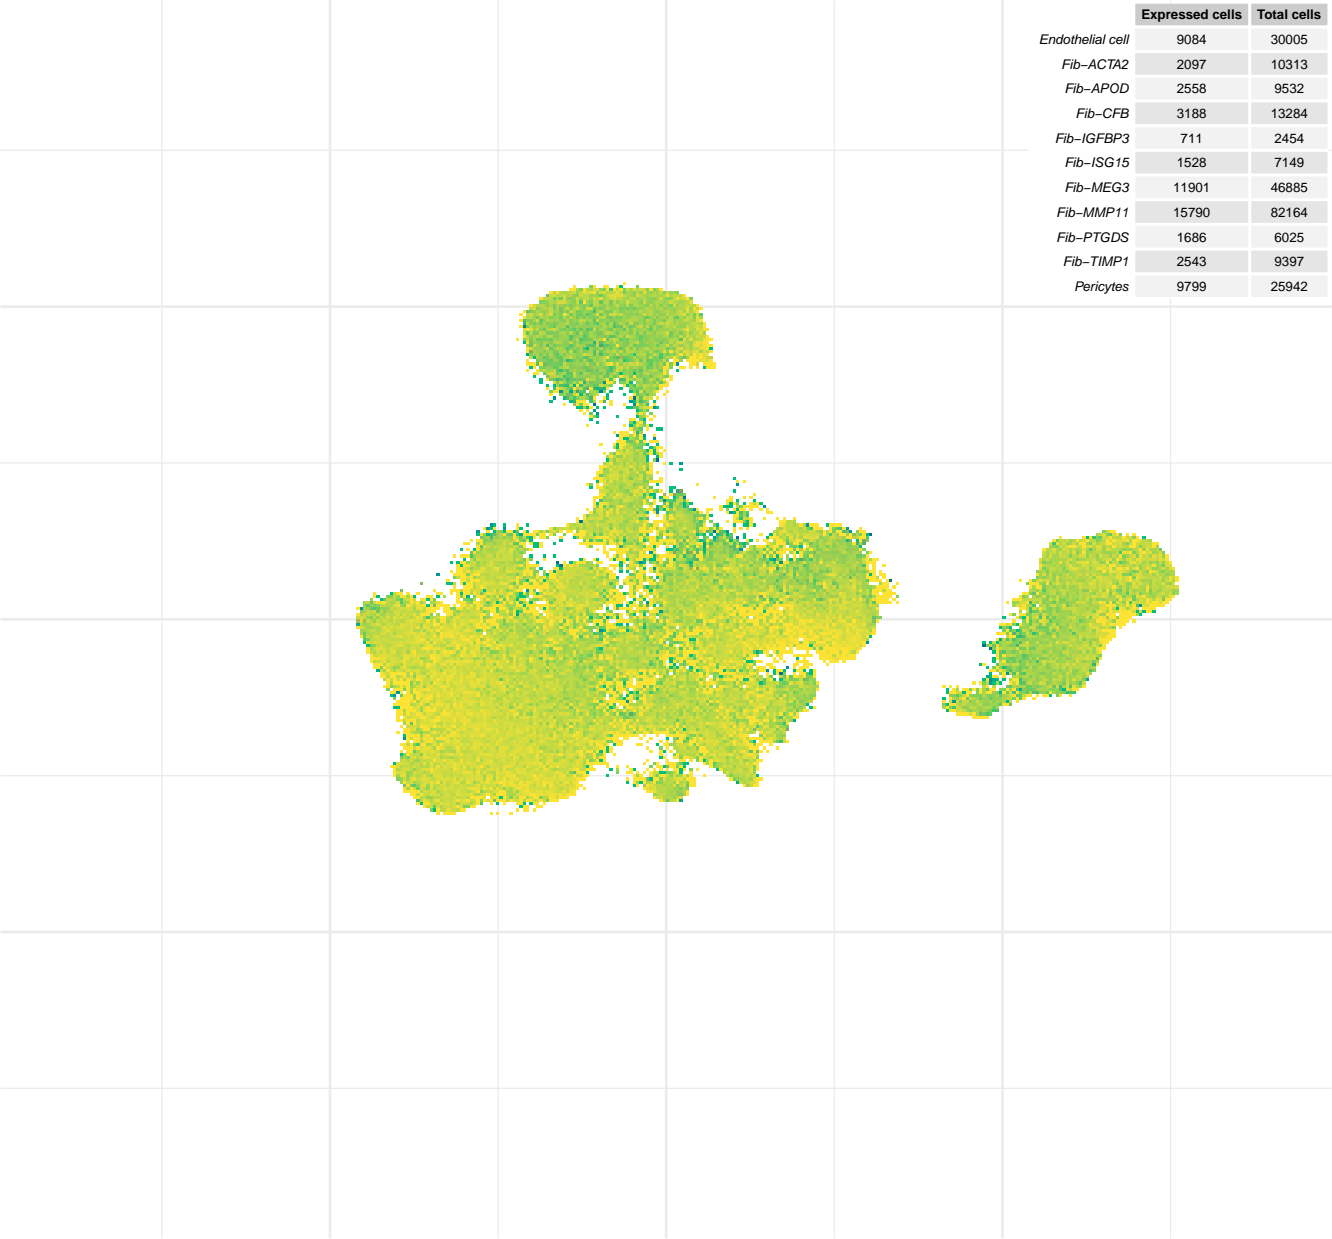 Expressed cells Total cells
Endothelial cell 9084 30005
Fib−ACTA2 2097 10313
Fib−APOD 2558 9532
Fib−CFB 3188 13284
Fib−IGFBP3 711 2454
Fib−ISG15 1528 7149
Fib−MEG3 11901 46885
Fib−MMP11 15790 82164
Fib−PTGDS 1686 6025
Fib−TIMP1 2543 9397
Pericytes 9799 25942